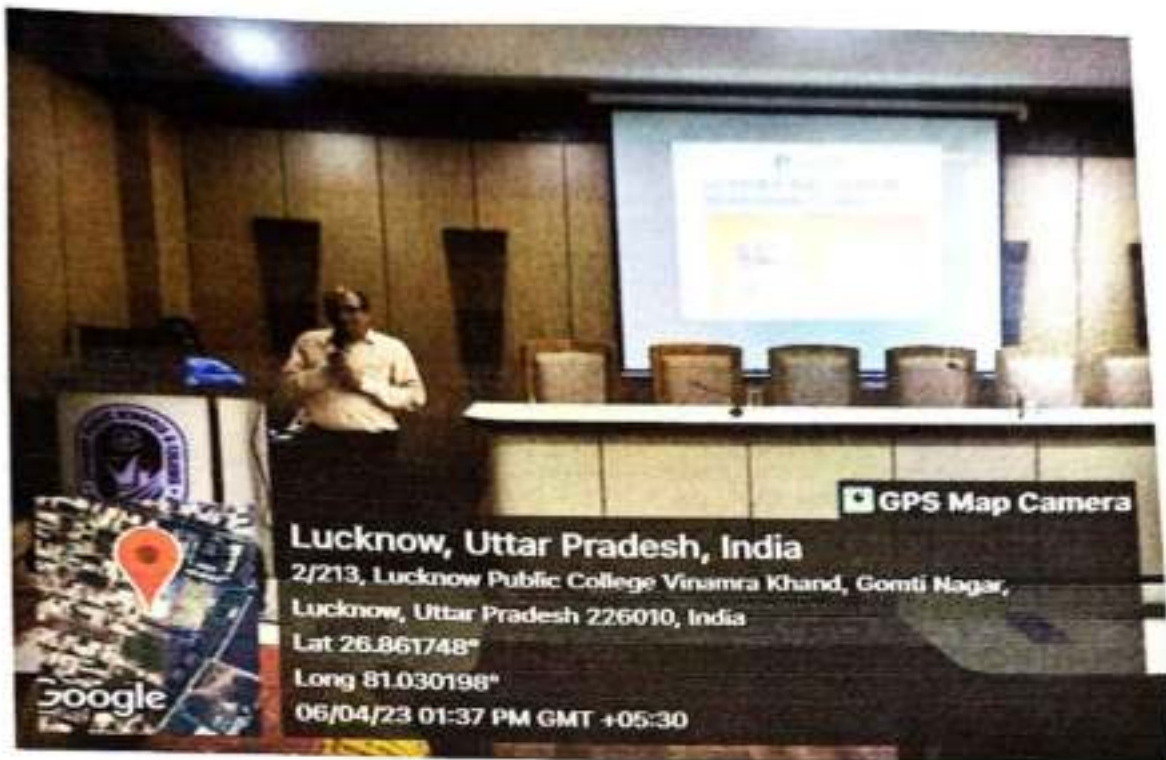 GPS Map Camera
Lucknow, Uttar Pradesh, India
2/213, Lucknow Public College Vinamra Khand, Gomti Nagar,
Lucknow, Uttar Pradesh 226010, India
Lat 26.861748°
Long 81.030198°
06/04/23 01:37 PM GMT +05:30
Google